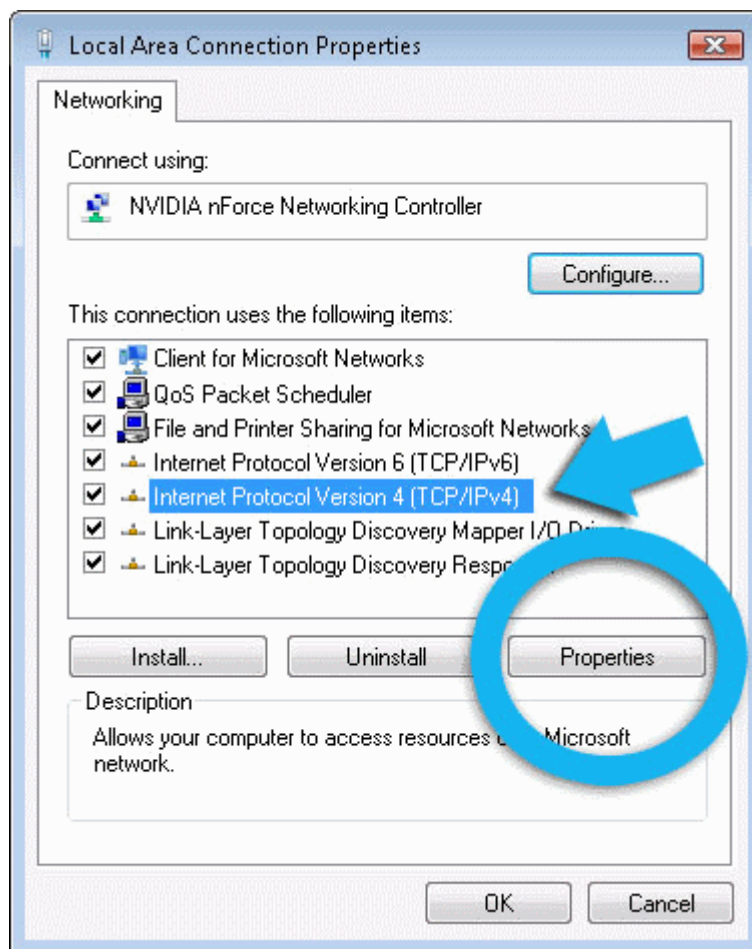 Local Area Connection Properties
Networking
Connect using:
NVIDIA nForce Networking Controller
Configure...
This connection uses the following items:
Client for Microsoft Networks
QoS Packet Scheduler
File and Printer Sharing for Microsoft Networks
Internet Protocol Version 6 (TCP/IPv6)
Internet Protocol Version 4 (TCP/IPv4)
Link-Layer Topology Discovery Mapper I/O
Link-Layer Topology Discovery
Install...
Uninstall
Properties
Description
Allows your computer to access resources Microsoft
network.
OK
Cancel